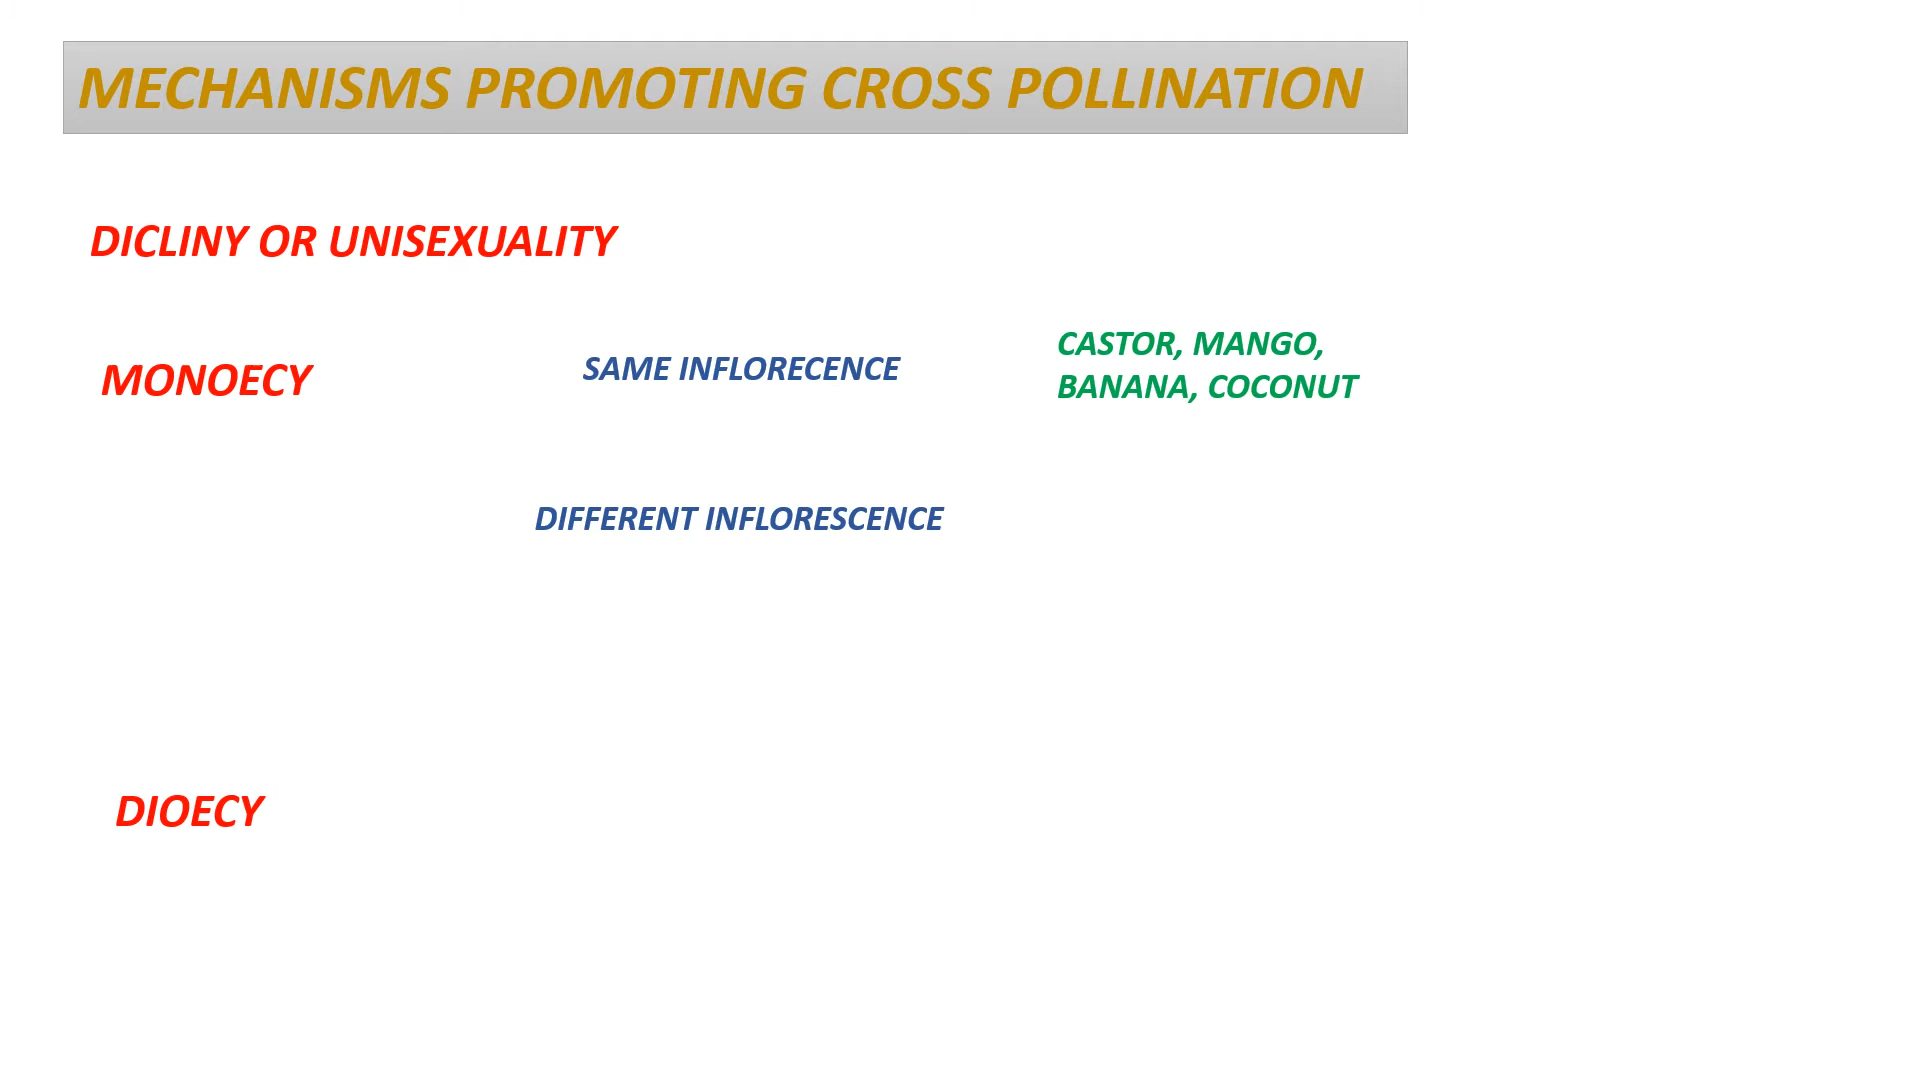 MECHANISMS PROMOTING CROSS POLLINATION
DICLINY OR UNISEXUALITY
MONOECY
SAME INFLORECENCE
CASTOR, MANGO,
BANANA, COCONUT
DIFFERENT INFLORESCENCE
DIOECY